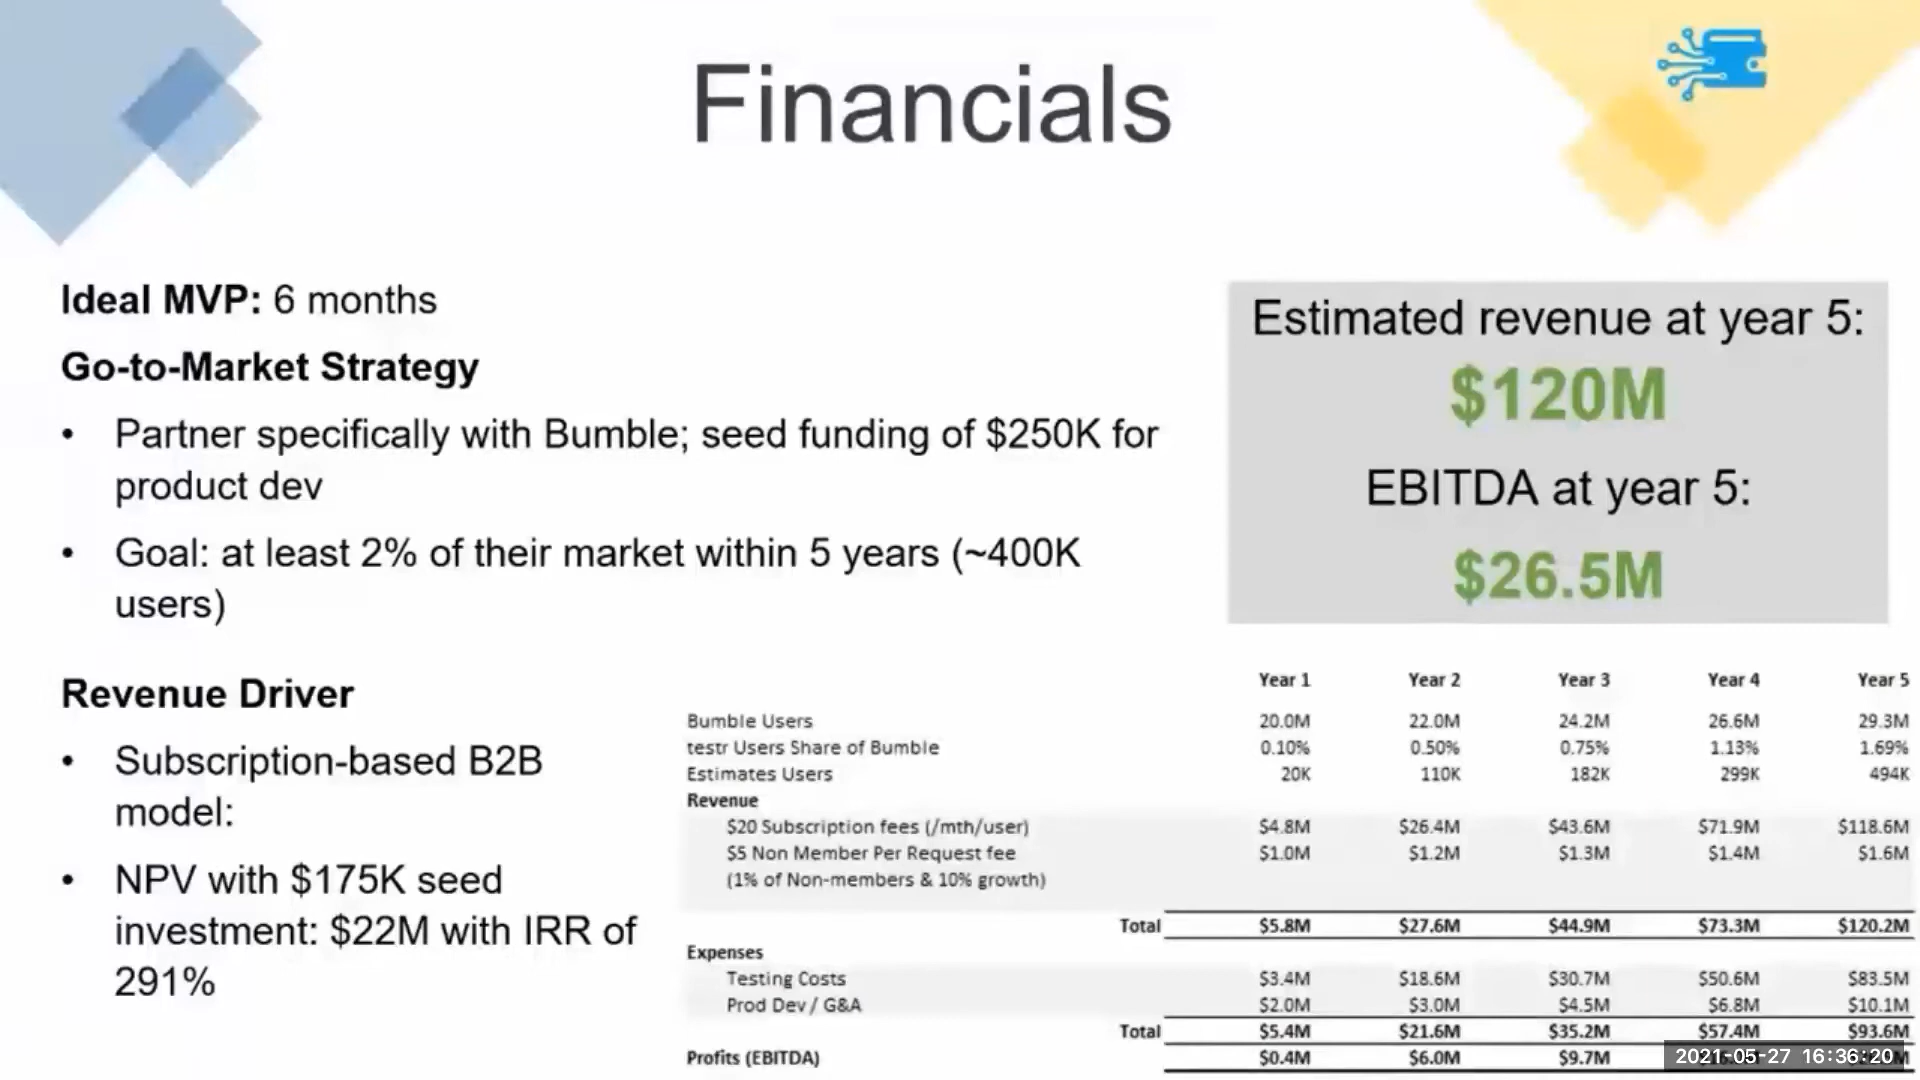 Financials
Ideal MVP: 6 months
Go-to-Market Strategy
• Partner specifically with Bumble; seed funding of $250K for
product dev
• Goal: at least 2% of their market within 5 years (~400K
users)
Revenue Driver
• Subscription-based B2B
model:
• NPV with $175K seed
investment: $22M with IRR of
291%
Estimated revenue at year 5:
$120M
EBITDA at year 5:
$26.5M
Year 1 Year 2 Year 3 Year 4 Year 5
Bumble Users 20.0M 22.0M 24.2M 26.6M 29.3M
testr Users Share of Bumble 0.10% 0.50% 0.75% 1.13% 1.69%
Estimates Users 20K 110K 182K 299K 494K
Revenue
$20 Subscription fees (/mth/user) $4.8M $26.4M $43.6M $71.9M $118.6M
$5 Non Member Per Request fee $1.0M $1.2M $1.3M $1.4M $1.6M
(1% of Non-members & 10% growth)
Total $5.8M $27.6M $44.9M $73.3M $120.2M
Expenses
Testing Costs $3.4M $18.6M $30.7M $50.6M $83.5M
Prod Dev / G&A $2.0M $3.0M $4.5M $6.8M $10.1M
Total $5.4M $21.6M $35.2M $57.4M $93.6M
Profits (EBITDA) $0.4M $6.0M $9.7M
2021-05-27 16:36:20